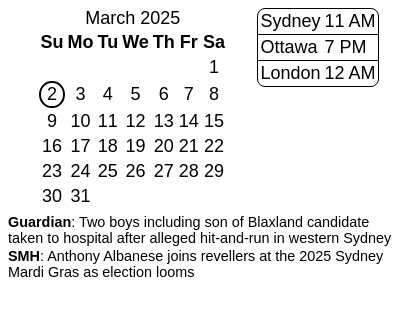 March 2025
Su Mo Tu We Th Fr Sa
1
2 3 4 5 6 7 8
9 10 11 12 13 14 15
16 17 18 19 20 21 22
23 24 25 26 27 28 29
30 31
Sydney 11 AM
Ottawa 7 PM
London 12 AM
Guardian: Two boys including son of Blaxland candidate
taken to hospital after alleged hit-and-run in western Sydney
SMH: Anthony Albanese joins revellers at the 2025 Sydney
Mardi Gras as election looms